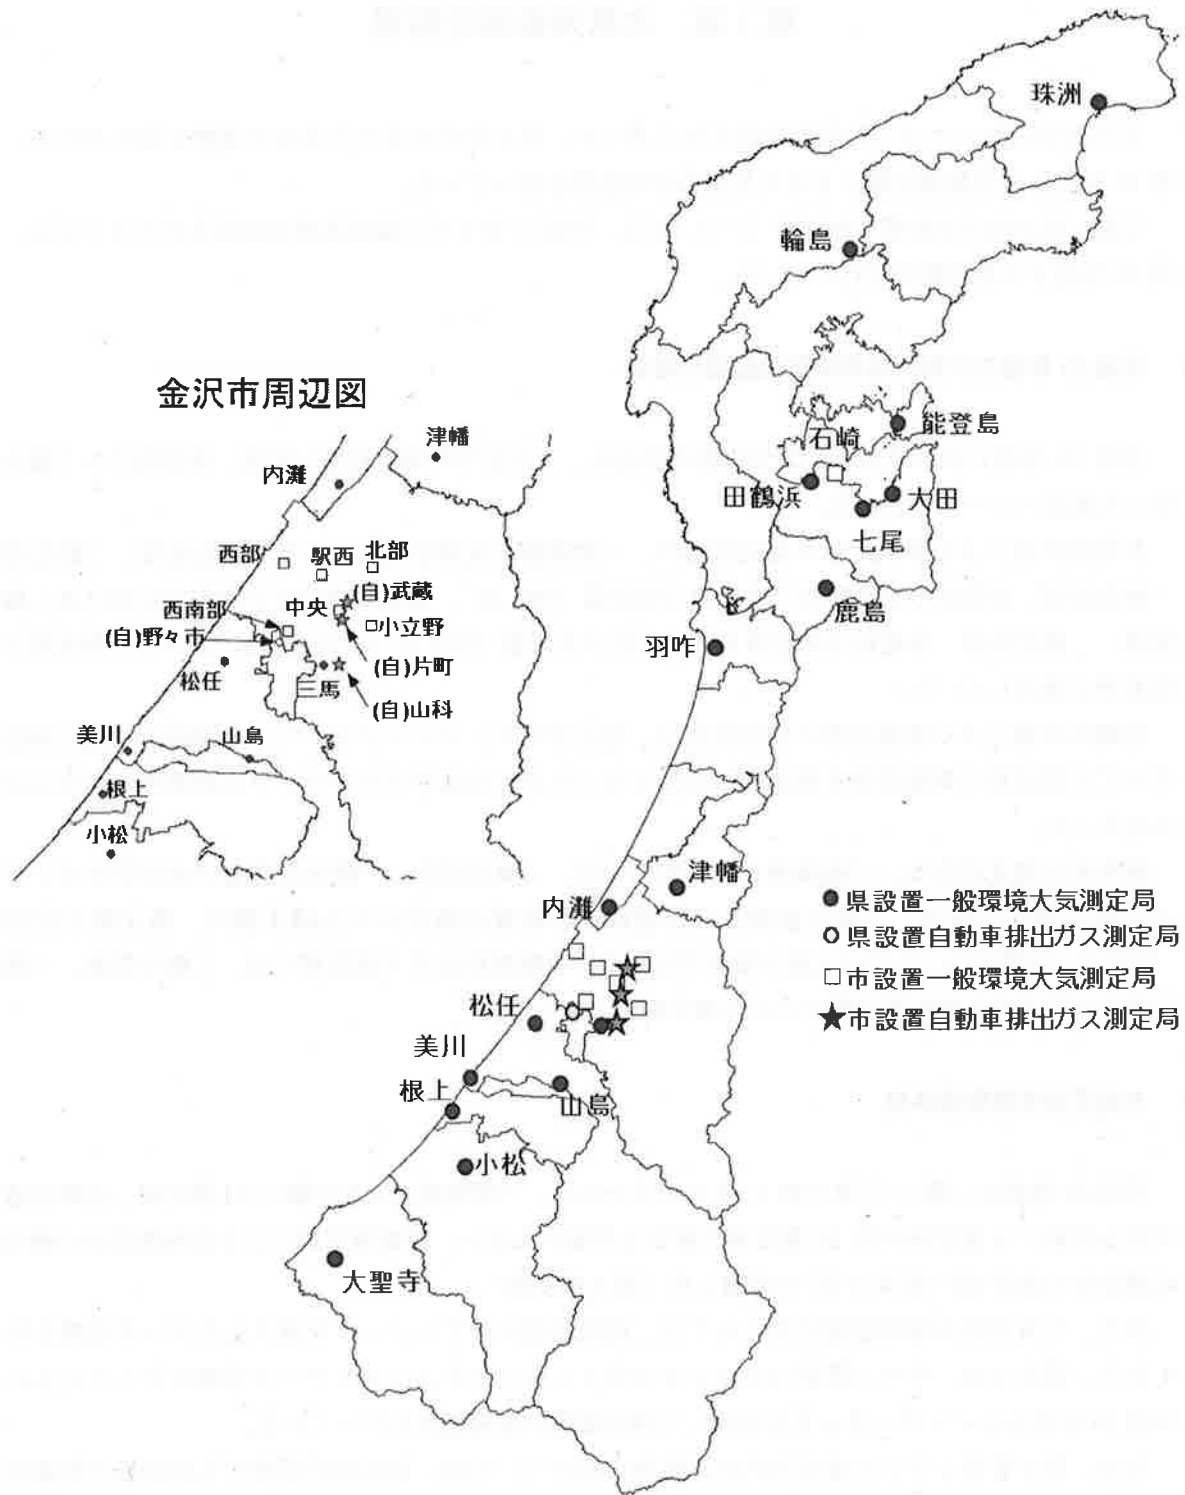 珠洲
輪島
金沢市周辺図
能登島
石崎
田鶴浜
大田
七尾
鹿島
羽咋
津幡
内灘
西部
駅西
北部
(自)武蔵
中央
西南部
小立野
(自)野々市
(自)片町
松任
三馬
(自)山科
美川
山島
根上
小松
津幡
内灘
松任
美川
根上
山島
小松
大聖寺
●県設置一般環境大気測定局
○県設置自動車排出ガス測定局
□市設置一般環境大気測定局
★市設置自動車排出ガス測定局